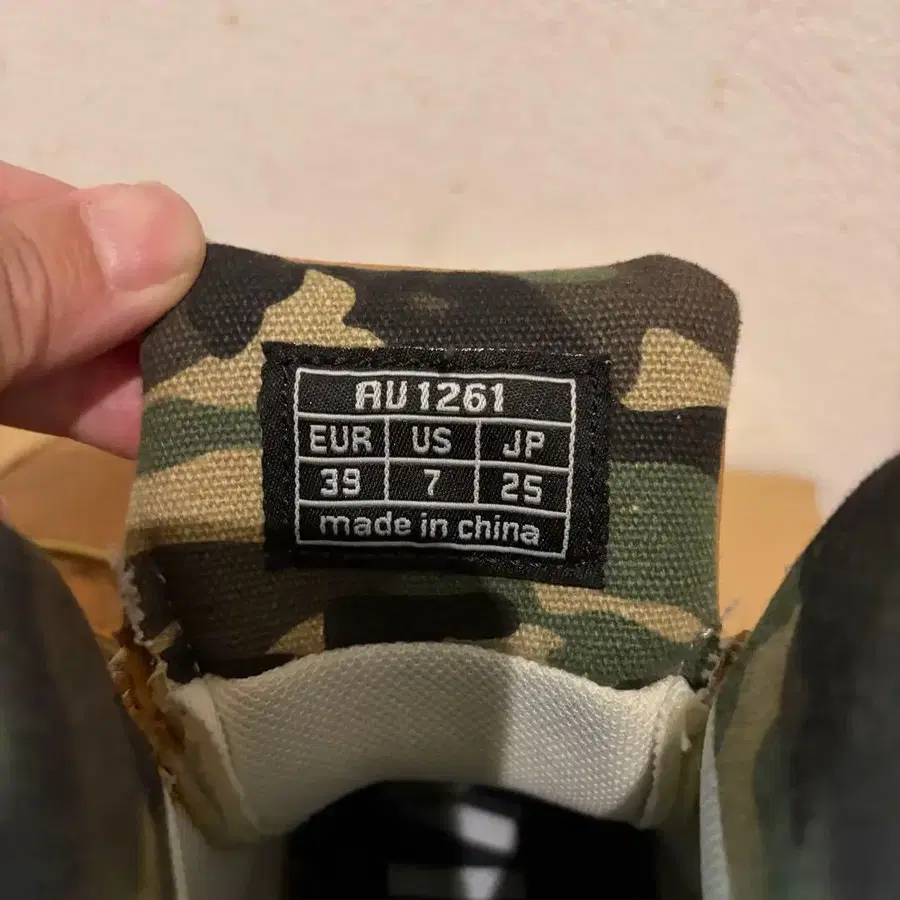 AV1261
EUR US JP
39 7 25
made in china